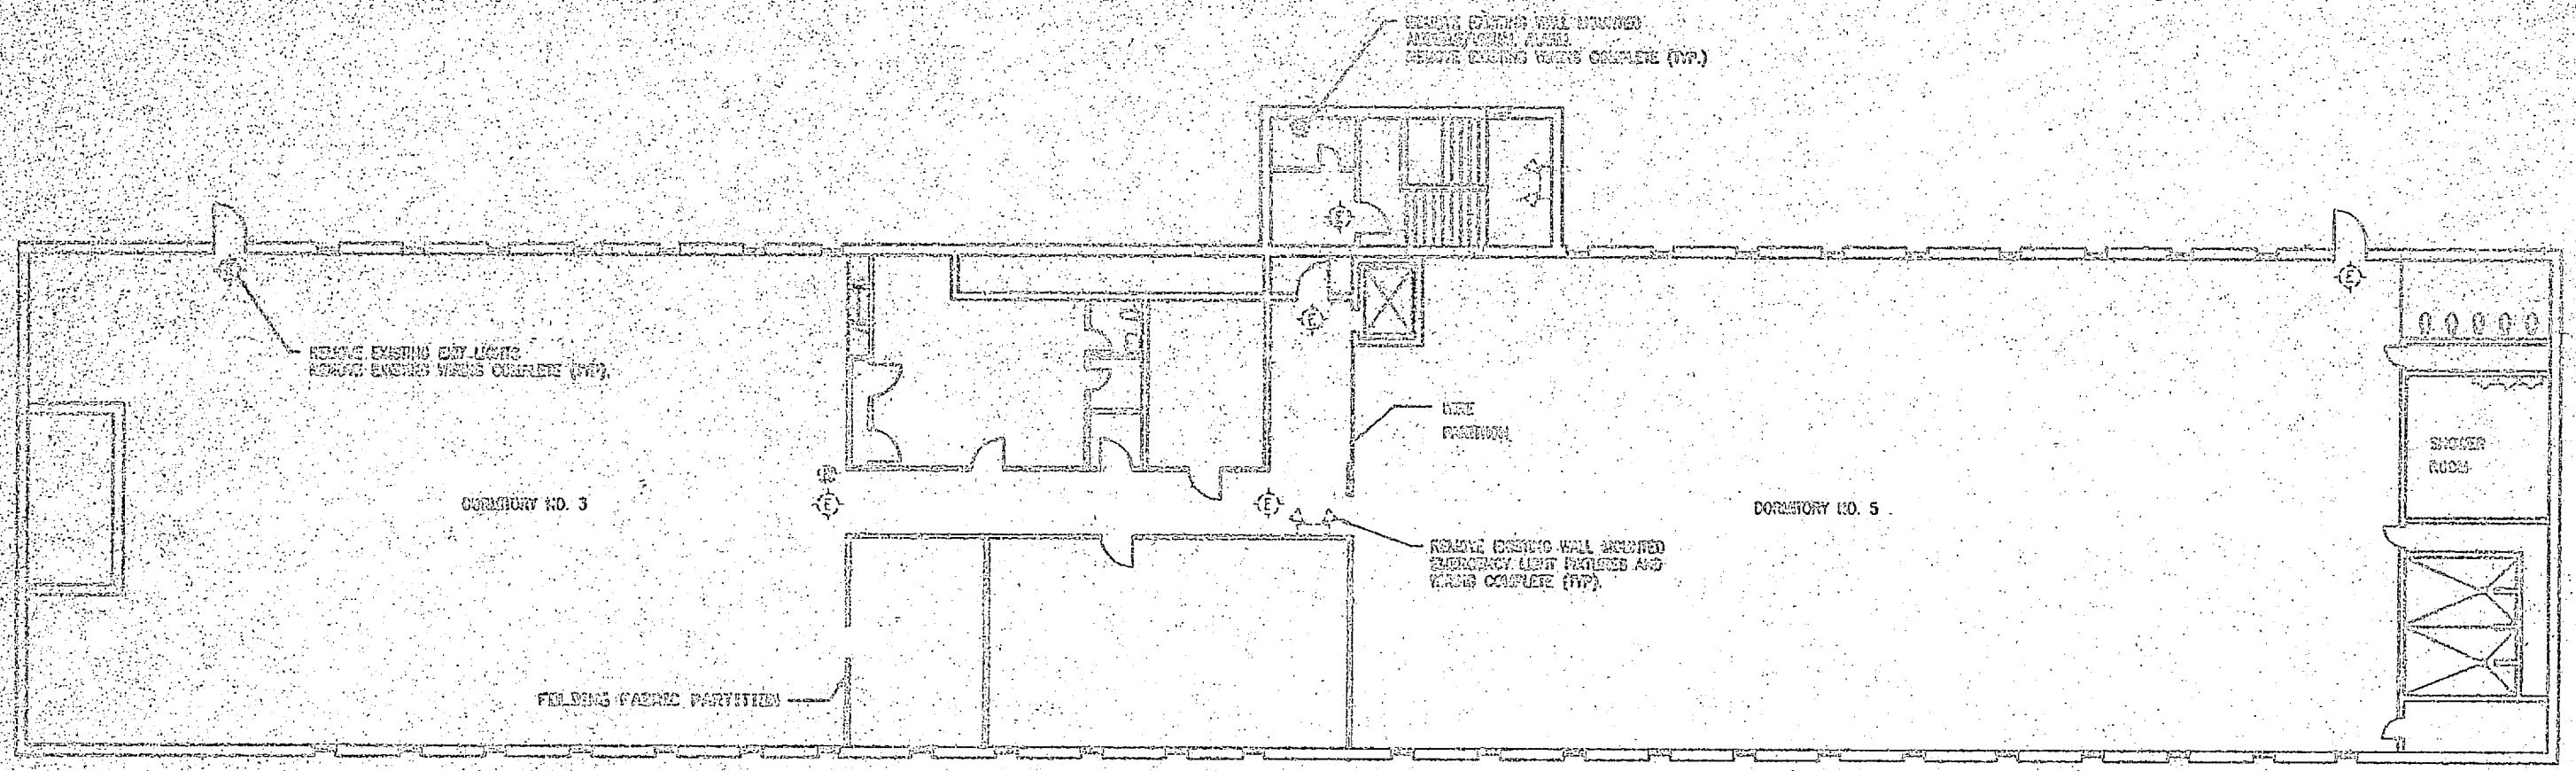 REMOVE EXISTING WALL MOUNTED
REMOVE EXISTING WIRING COMPLETE (TYP.)
E
E
E
REMOVE EXISTING EXIT LIGHTS
REMOVE EXISTING WIRING COMPLETE (TYP).
WIRE
PARTITION
SHOWER
ROOM
DORMITORY NO. 3
E
E
DORMITORY NO. 5
REMOVE EXISTING WALL MOUNTED
EMERGENCY LIGHT FIXTURES AND
WIRING COMPLETE (TYP).
FOLDING FABRIC PARTITION